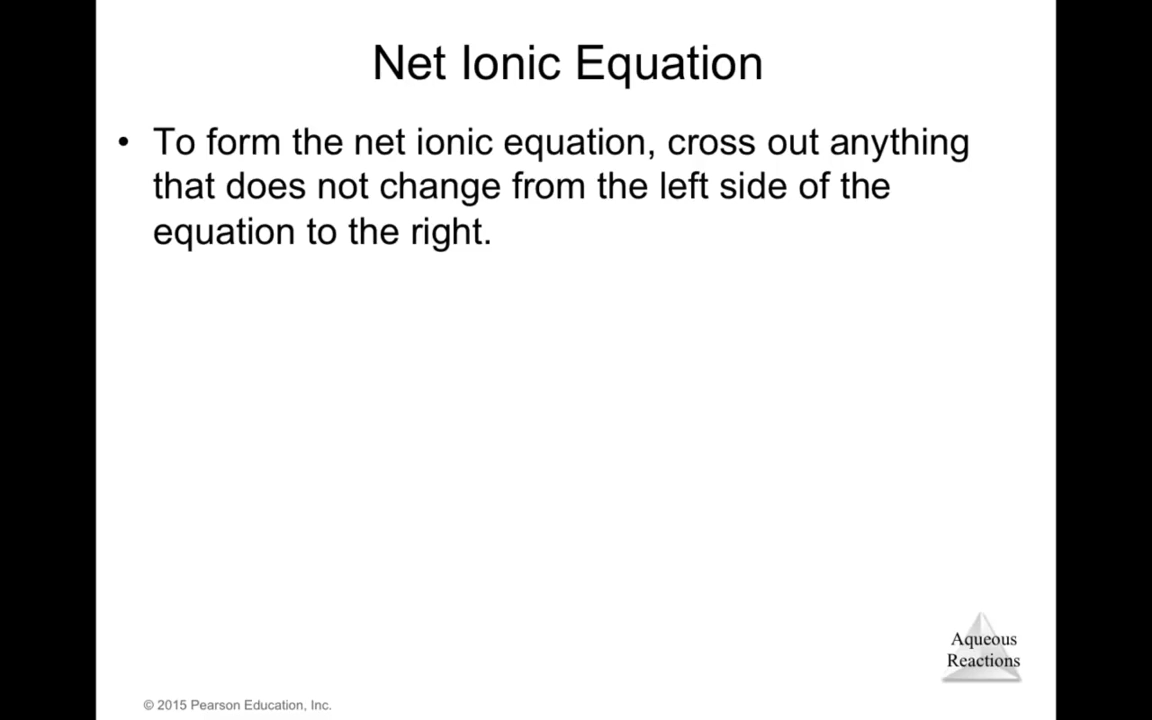 Net Ionic Equation
• To form the net ionic equation, cross out anything
that does not change from the left side of the
equation to the right.
Aqueous
Reactions
© 2015 Pearson Education, Inc.